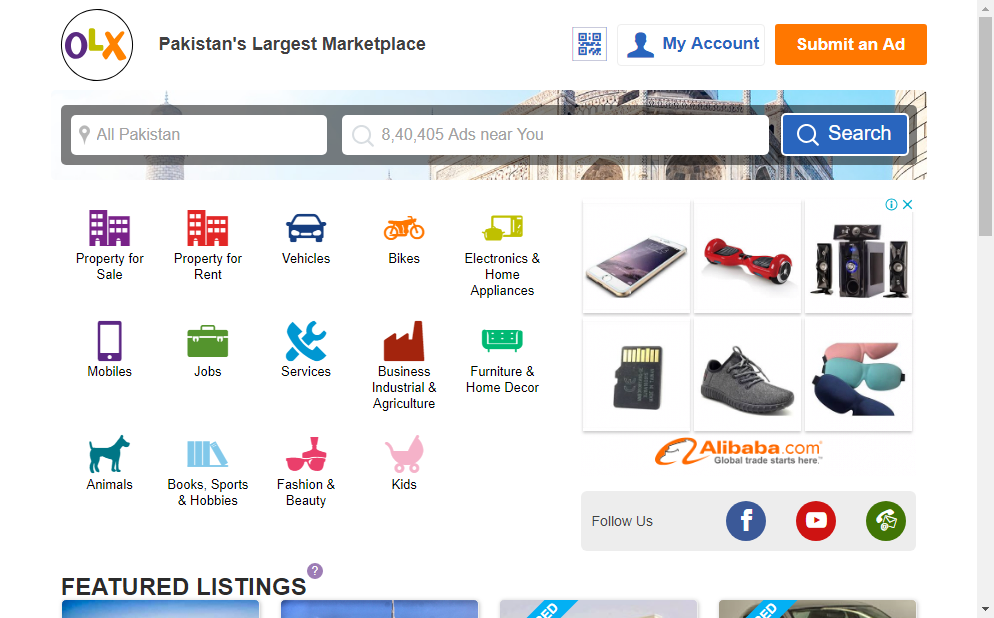 OLX
Pakistan's Largest Marketplace
My Account
Submit an Ad
All Pakistan
8,40,405 Ads near You
Search
Property for
Sale
Property for
Rent
Vehicles
Bikes
Electronics &
Home
Appliances
Mobiles
Jobs
Services
Business
Industrial &
Agriculture
Furniture &
Home Decor
Animals
Books, Sports
& Hobbies
Fashion &
Beauty
Kids
Alibaba.com
Global trade starts here.™
Follow Us
FEATURED LISTINGS
?